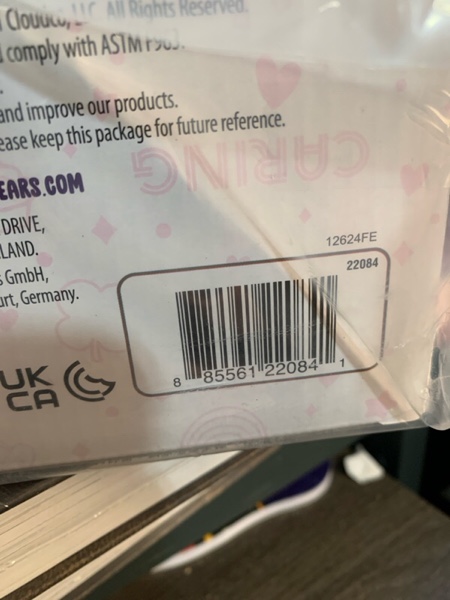 Cloudco, LLC. All Rights Reserved.
comply with ASTM F963.
and improve our products.
ease keep this package for future reference.
CARING
EARS.COM
DRIVE,
LAND.
s GmbH,
urt, Germany.
12624FE
22084
8 85561 22084 1
UK
CA